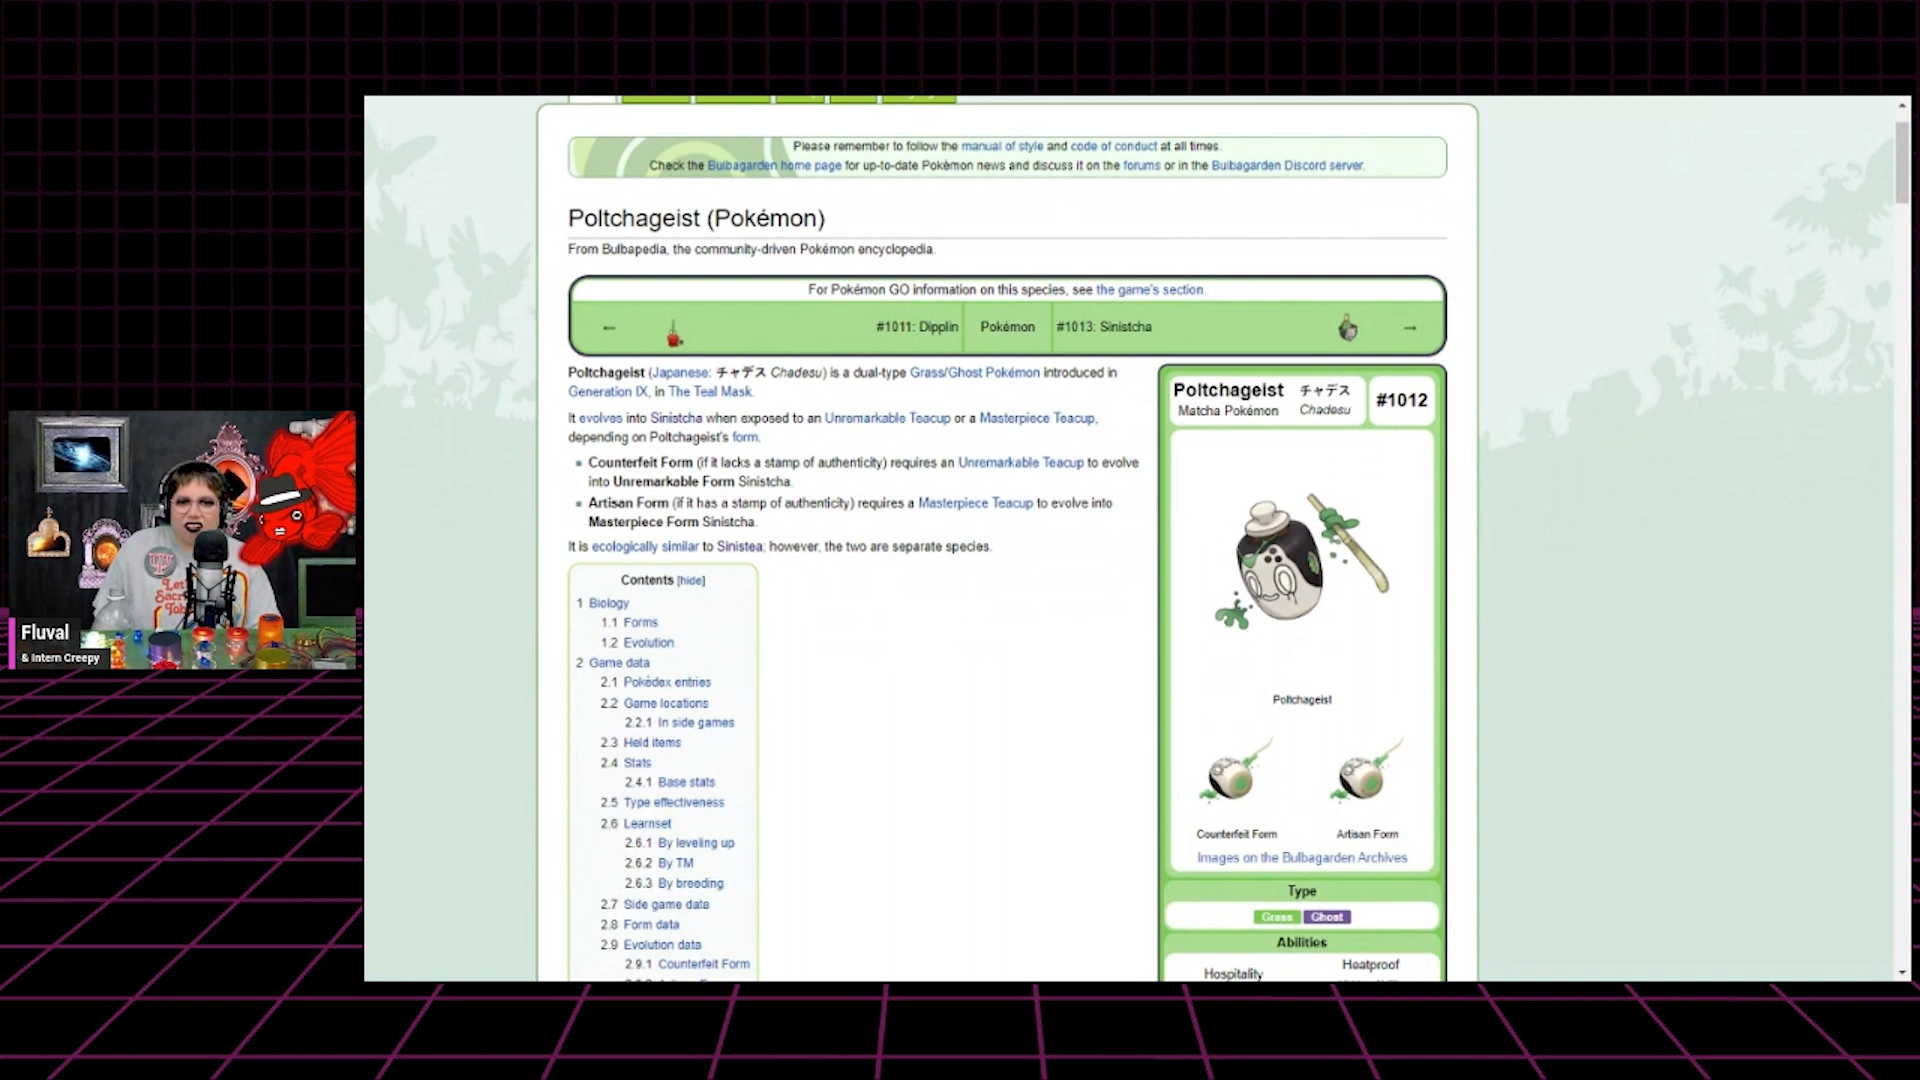 Please remember to follow the manual of style and code of conduct at all times.
Check the Bulbagarden home page for up-to-date Pokémon news and discuss it on the forums or in the Bulbagarden Discord server.
Poltchageist (Pokémon)
From Bulbapedia, the community-driven Pokémon encyclopedia.
For Pokémon GO information on this species, see the game's section.
← #1011: Dipplin Pokémon #1013: Sinistcha →
Poltchageist (Japanese: チャデス Chadesu) is a dual-type Grass/Ghost Pokémon introduced in
Generation IX, in The Teal Mask.
It evolves into Sinistcha when exposed to an Unremarkable Teacup or a Masterpiece Teacup,
depending on Poltchageist's form.
Counterfeit Form (if it lacks a stamp of authenticity) requires an Unremarkable Teacup to evolve
into Unremarkable Form Sinistcha.
Artisan Form (if it has a stamp of authenticity) requires a Masterpiece Teacup to evolve into
Masterpiece Form Sinistcha.
It is ecologically similar to Sinistea; however, the two are separate species.
Contents [hide]
1 Biology
1.1 Forms
1.2 Evolution
2 Game data
2.1 Pokédex entries
2.2 Game locations
2.2.1 In side games
2.3 Held items
2.4 Stats
2.4.1 Base stats
2.5 Type effectiveness
2.6 Learnset
2.6.1 By leveling up
2.6.2 By TM
2.6.3 By breeding
2.7 Side game data
2.8 Form data
2.9 Evolution data
2.9.1 Counterfeit Form
Poltchageist チャデス #1012
Matcha Pokémon Chadesu
Poltchageist
Counterfeit Form Artisan Form
Images on the Bulbagarden Archives
Type
Grass Ghost
Abilities
Hospitality Heatproof
Let's
Fluval
& Intern Creepy